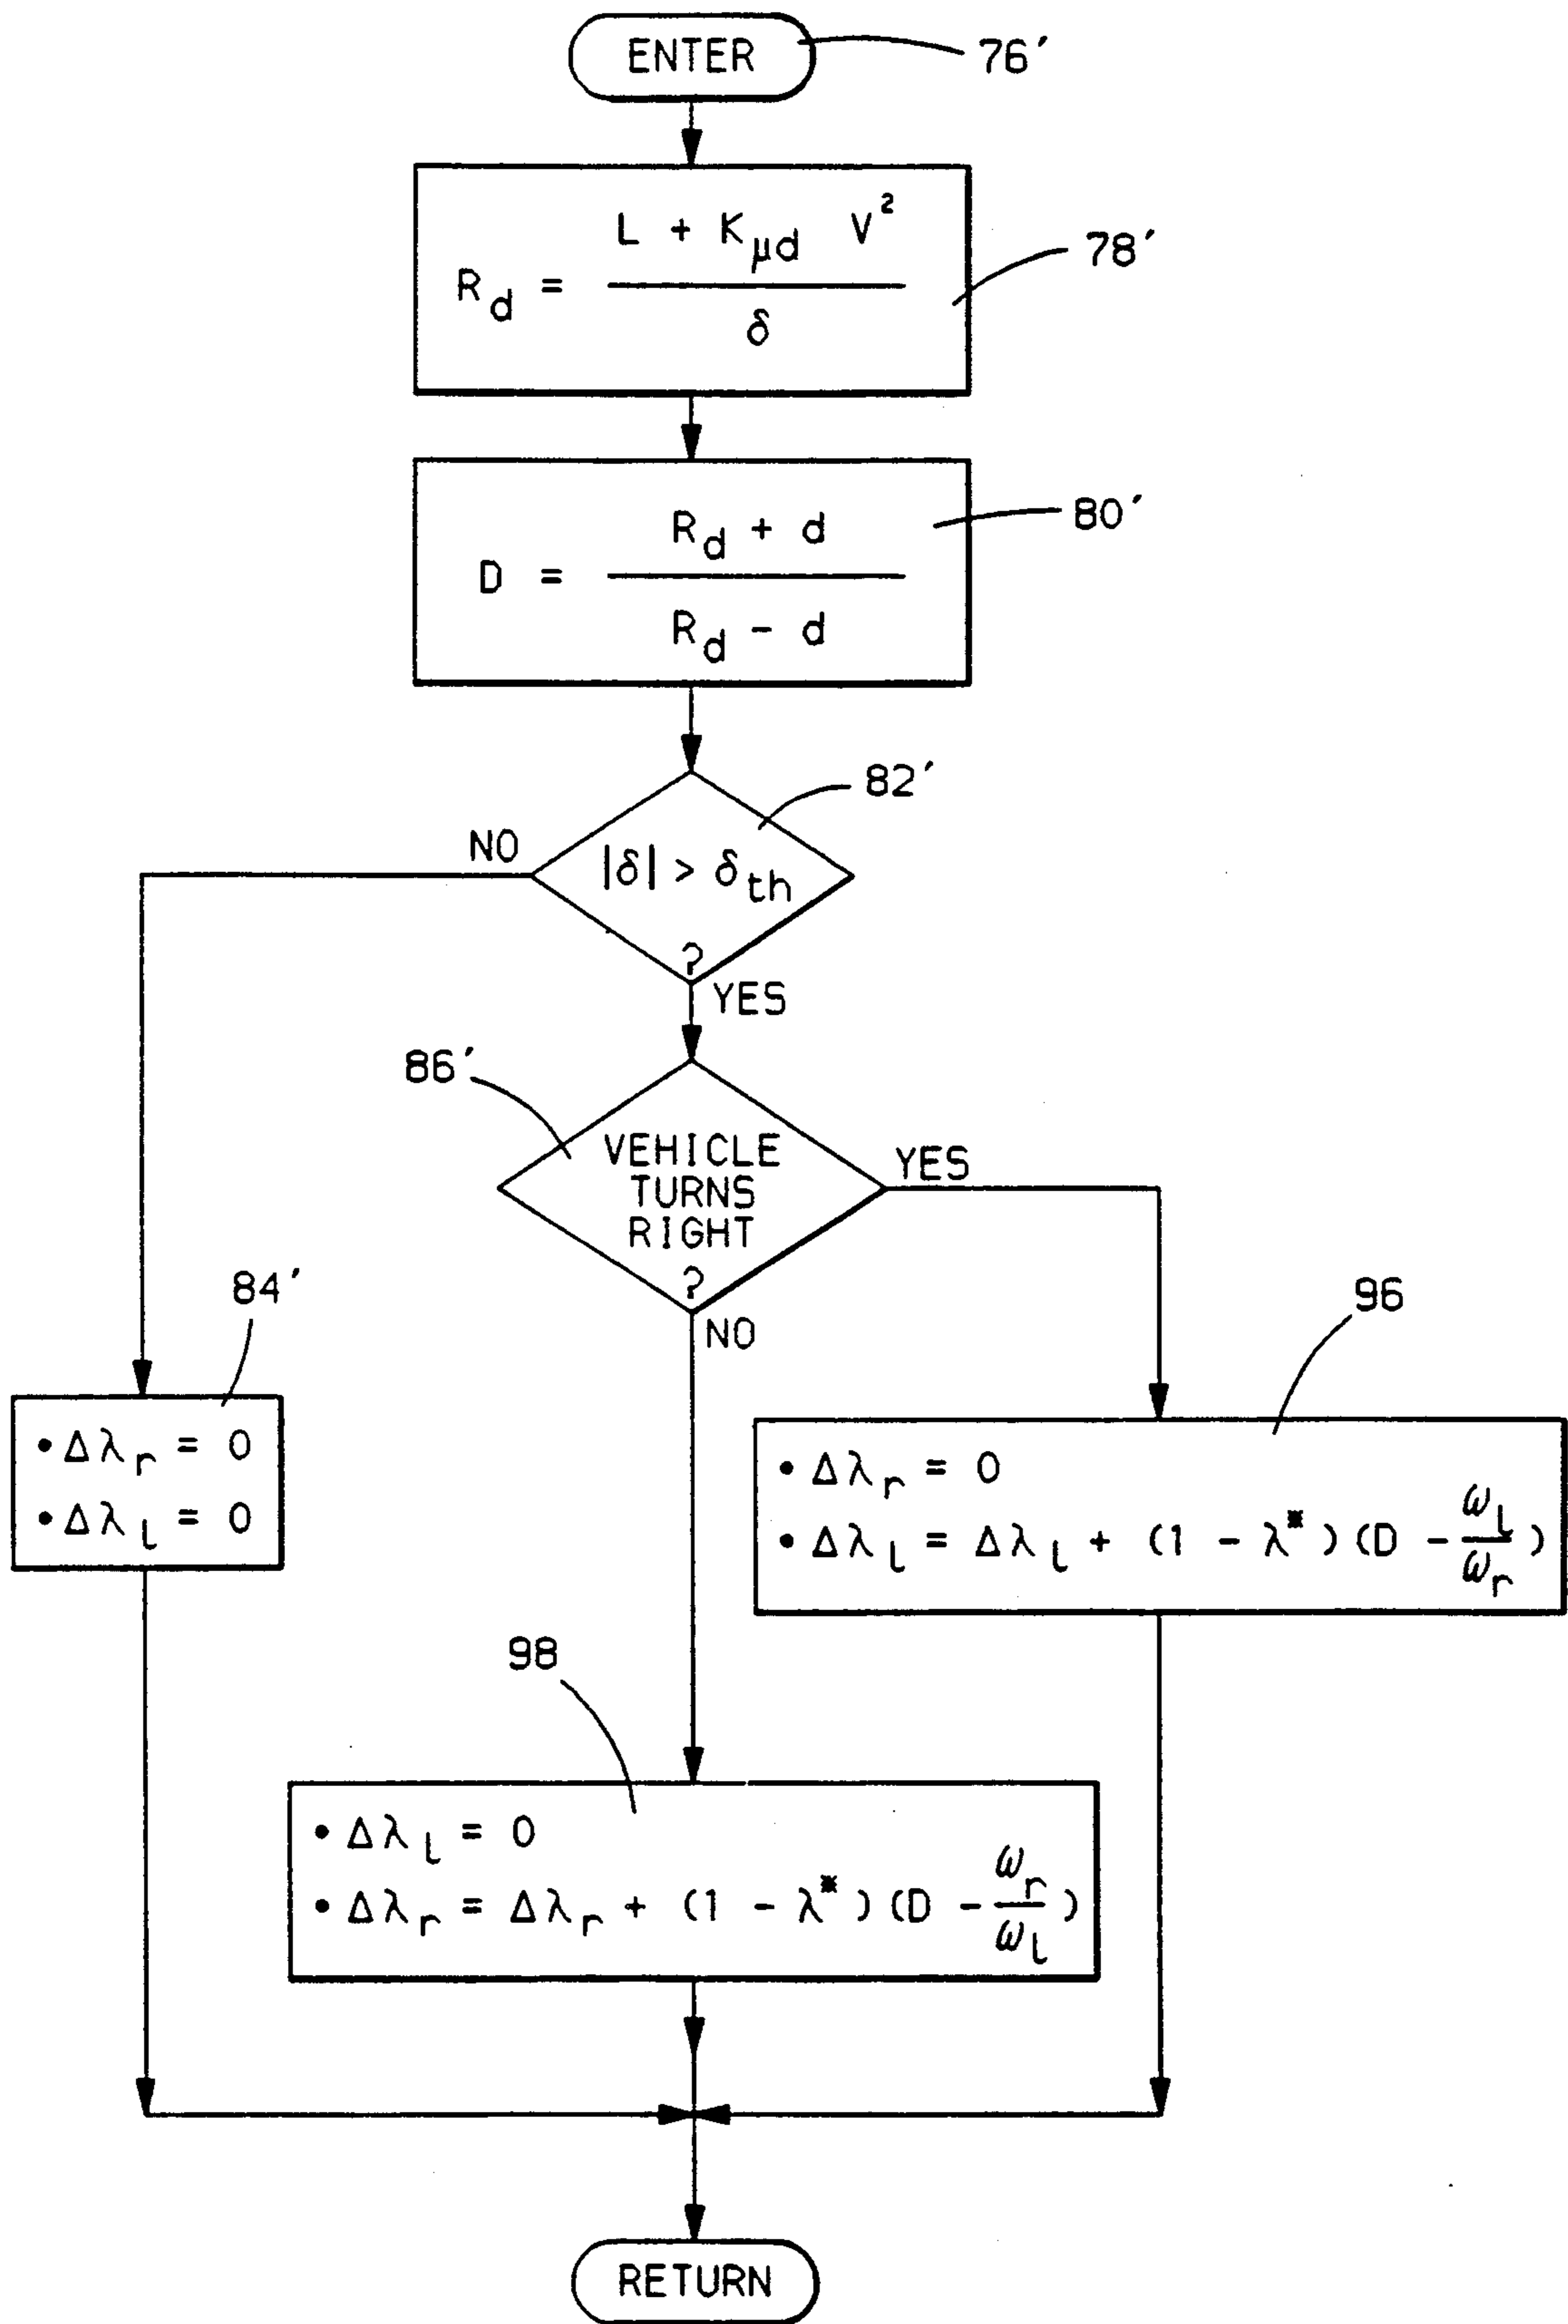 ENTER
76′
L + K_μd V²
R_d = ―――
δ
78′
R_d + d
D = ―――
R_d - d
80′
82′
|δ| > δ_th
?
NO
YES
86′
VEHICLE
TURNS
RIGHT
?
YES
NO
84′
• Δλ_r = 0
• Δλ_l = 0
96
• Δλ_r = 0
• Δλ_l = Δλ_l + (1 - λ*)(D - ω_l/ω_r)
98
• Δλ_l = 0
• Δλ_r = Δλ_r + (1 - λ*)(D - ω_r/ω_l)
RETURN